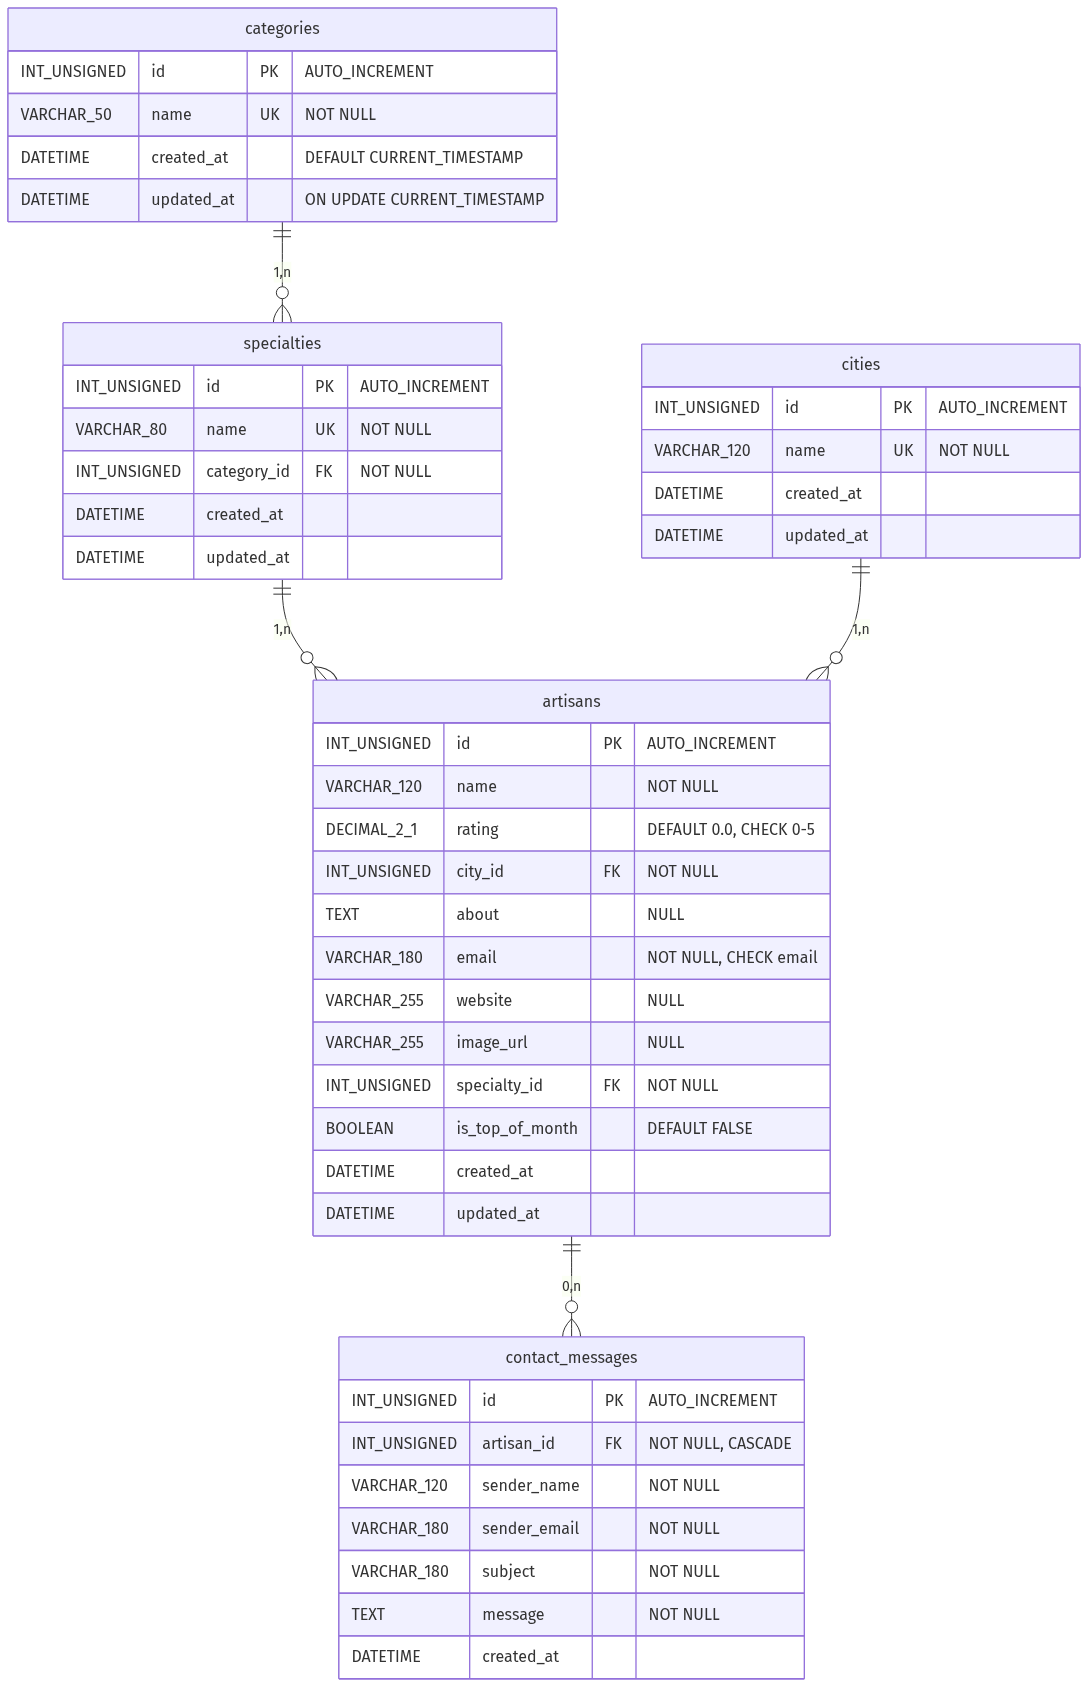 categories
INT_UNSIGNED id PK AUTO_INCREMENT
VARCHAR_50 name UK NOT NULL
DATETIME created_at DEFAULT CURRENT_TIMESTAMP
DATETIME updated_at ON UPDATE CURRENT_TIMESTAMP
1,n
specialties
INT_UNSIGNED id PK AUTO_INCREMENT
VARCHAR_80 name UK NOT NULL
INT_UNSIGNED category_id FK NOT NULL
DATETIME created_at
DATETIME updated_at
cities
INT_UNSIGNED id PK AUTO_INCREMENT
VARCHAR_120 name UK NOT NULL
DATETIME created_at
DATETIME updated_at
1,n
1,n
artisans
INT_UNSIGNED id PK AUTO_INCREMENT
VARCHAR_120 name NOT NULL
DECIMAL_2_1 rating DEFAULT 0.0, CHECK 0-5
INT_UNSIGNED city_id FK NOT NULL
TEXT about NULL
VARCHAR_180 email NOT NULL, CHECK email
VARCHAR_255 website NULL
VARCHAR_255 image_url NULL
INT_UNSIGNED specialty_id FK NOT NULL
BOOLEAN is_top_of_month DEFAULT FALSE
DATETIME created_at
DATETIME updated_at
0,n
contact_messages
INT_UNSIGNED id PK AUTO_INCREMENT
INT_UNSIGNED artisan_id FK NOT NULL, CASCADE
VARCHAR_120 sender_name NOT NULL
VARCHAR_180 sender_email NOT NULL
VARCHAR_180 subject NOT NULL
TEXT message NOT NULL
DATETIME created_at